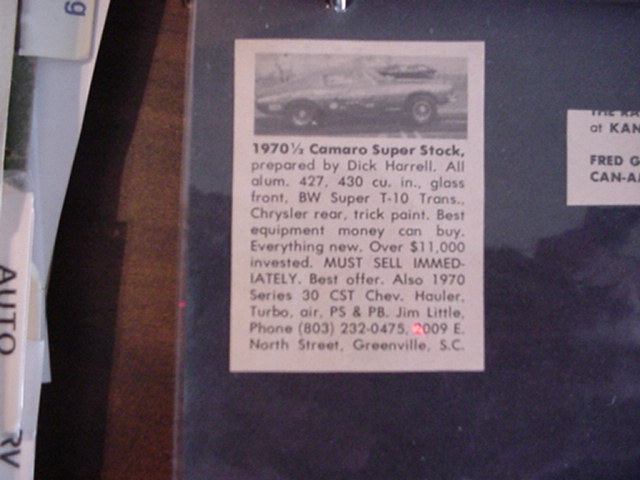 1970½ Camaro Super Stock,
prepared by Dick Harrell. All
alum. 427, 430 cu. in., glass
front, BW Super T-10 Trans.,
Chrysler rear, trick paint. Best
equipment money can buy.
Everything new. Over $11,000
invested. MUST SELL IMMED-
IATELY. Best offer. Also 1970
Series 30 CST Chev. Hauler.
Turbo, air, PS & PB. Jim Little,
Phone (803) 232-0475, 2009 E.
North Street, Greenville, S.C.
at KAN
FRED G
CAN-A
AUTO
RV
g